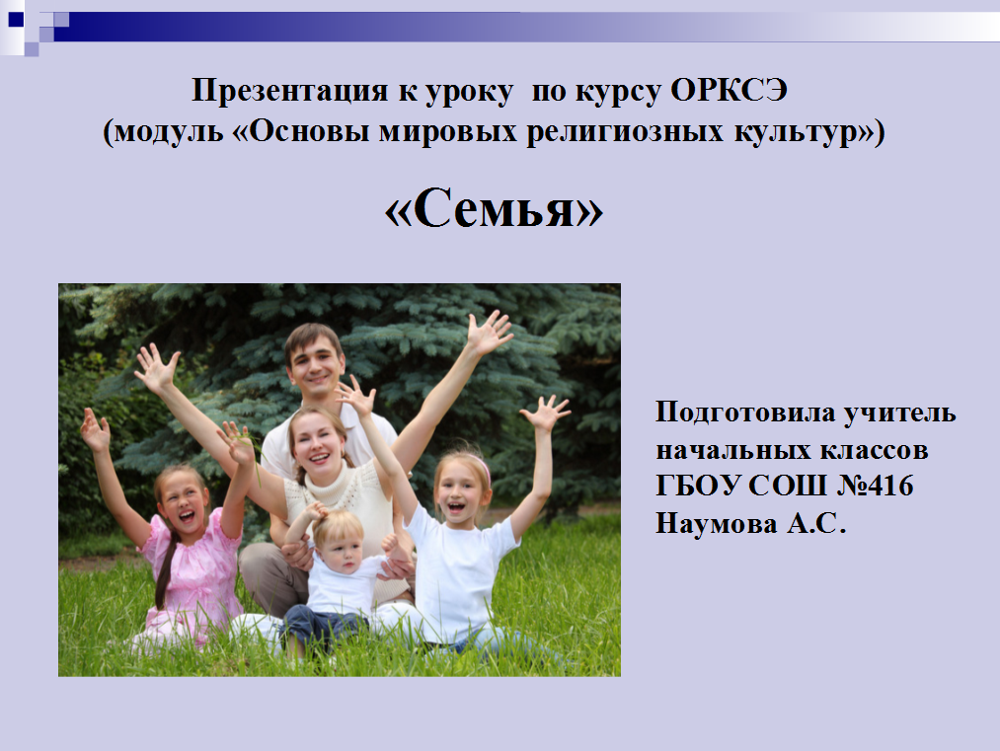 Презентация к уроку  по курсу ОРКСЭ
(модуль «Основы мировых религиозных культур»)
«Семья»
Подготовила учитель
начальных классов
ГБОУ СОШ №416
Наумова А.С.